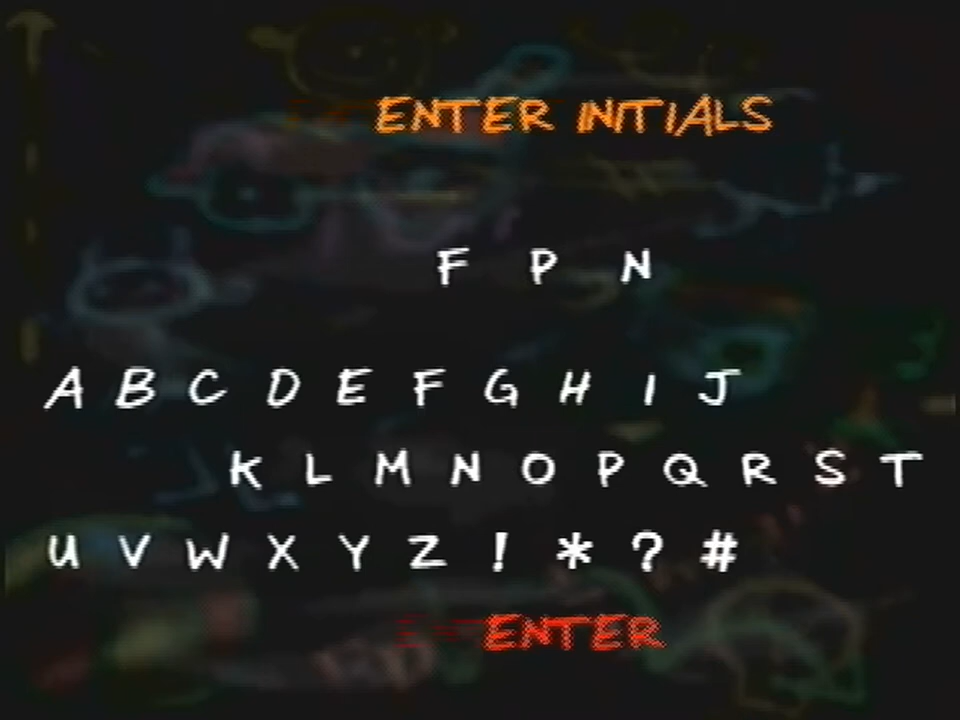 ENTER INITIALS
F P N
A B C D E F G H I J
K L M N O P Q R S T
U V W X Y Z ! * ? #
ENTER